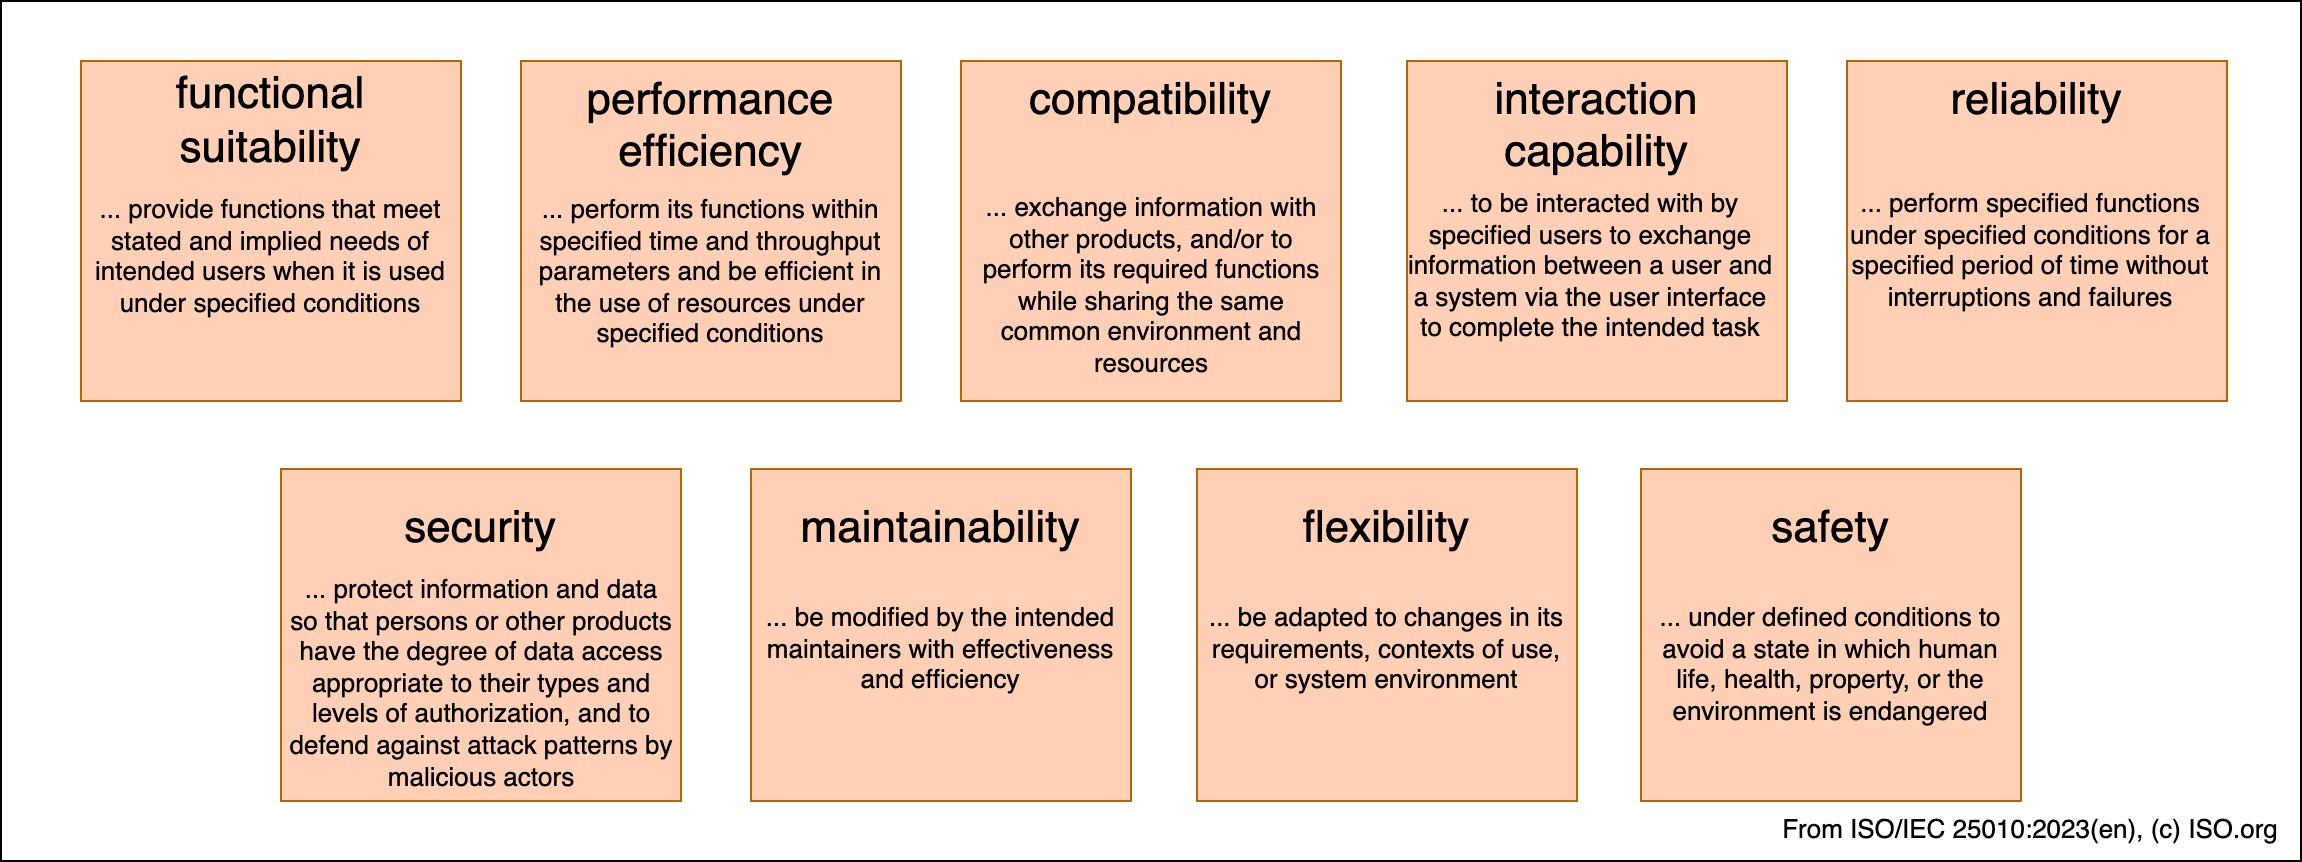 functional
suitability
... provide functions that meet
stated and implied needs of
intended users when it is used
under specified conditions
performance
efficiency
... perform its functions within
specified time and throughput
parameters and be efficient in
the use of resources under
specified conditions
compatibility
... exchange information with
other products, and/or to
perform its required functions
while sharing the same
common environment and
resources
interaction
capability
... to be interacted with by
specified users to exchange
information between a user and
a system via the user interface
to complete the intended task
reliability
... perform specified functions
under specified conditions for a
specified period of time without
interruptions and failures
security
... protect information and data
so that persons or other products
have the degree of data access
appropriate to their types and
levels of authorization, and to
defend against attack patterns by
malicious actors
maintainability
... be modified by the intended
maintainers with effectiveness
and efficiency
flexibility
... be adapted to changes in its
requirements, contexts of use,
or system environment
safety
... under defined conditions to
avoid a state in which human
life, health, property, or the
environment is endangered
From ISO/IEC 25010:2023(en), (c) ISO.org